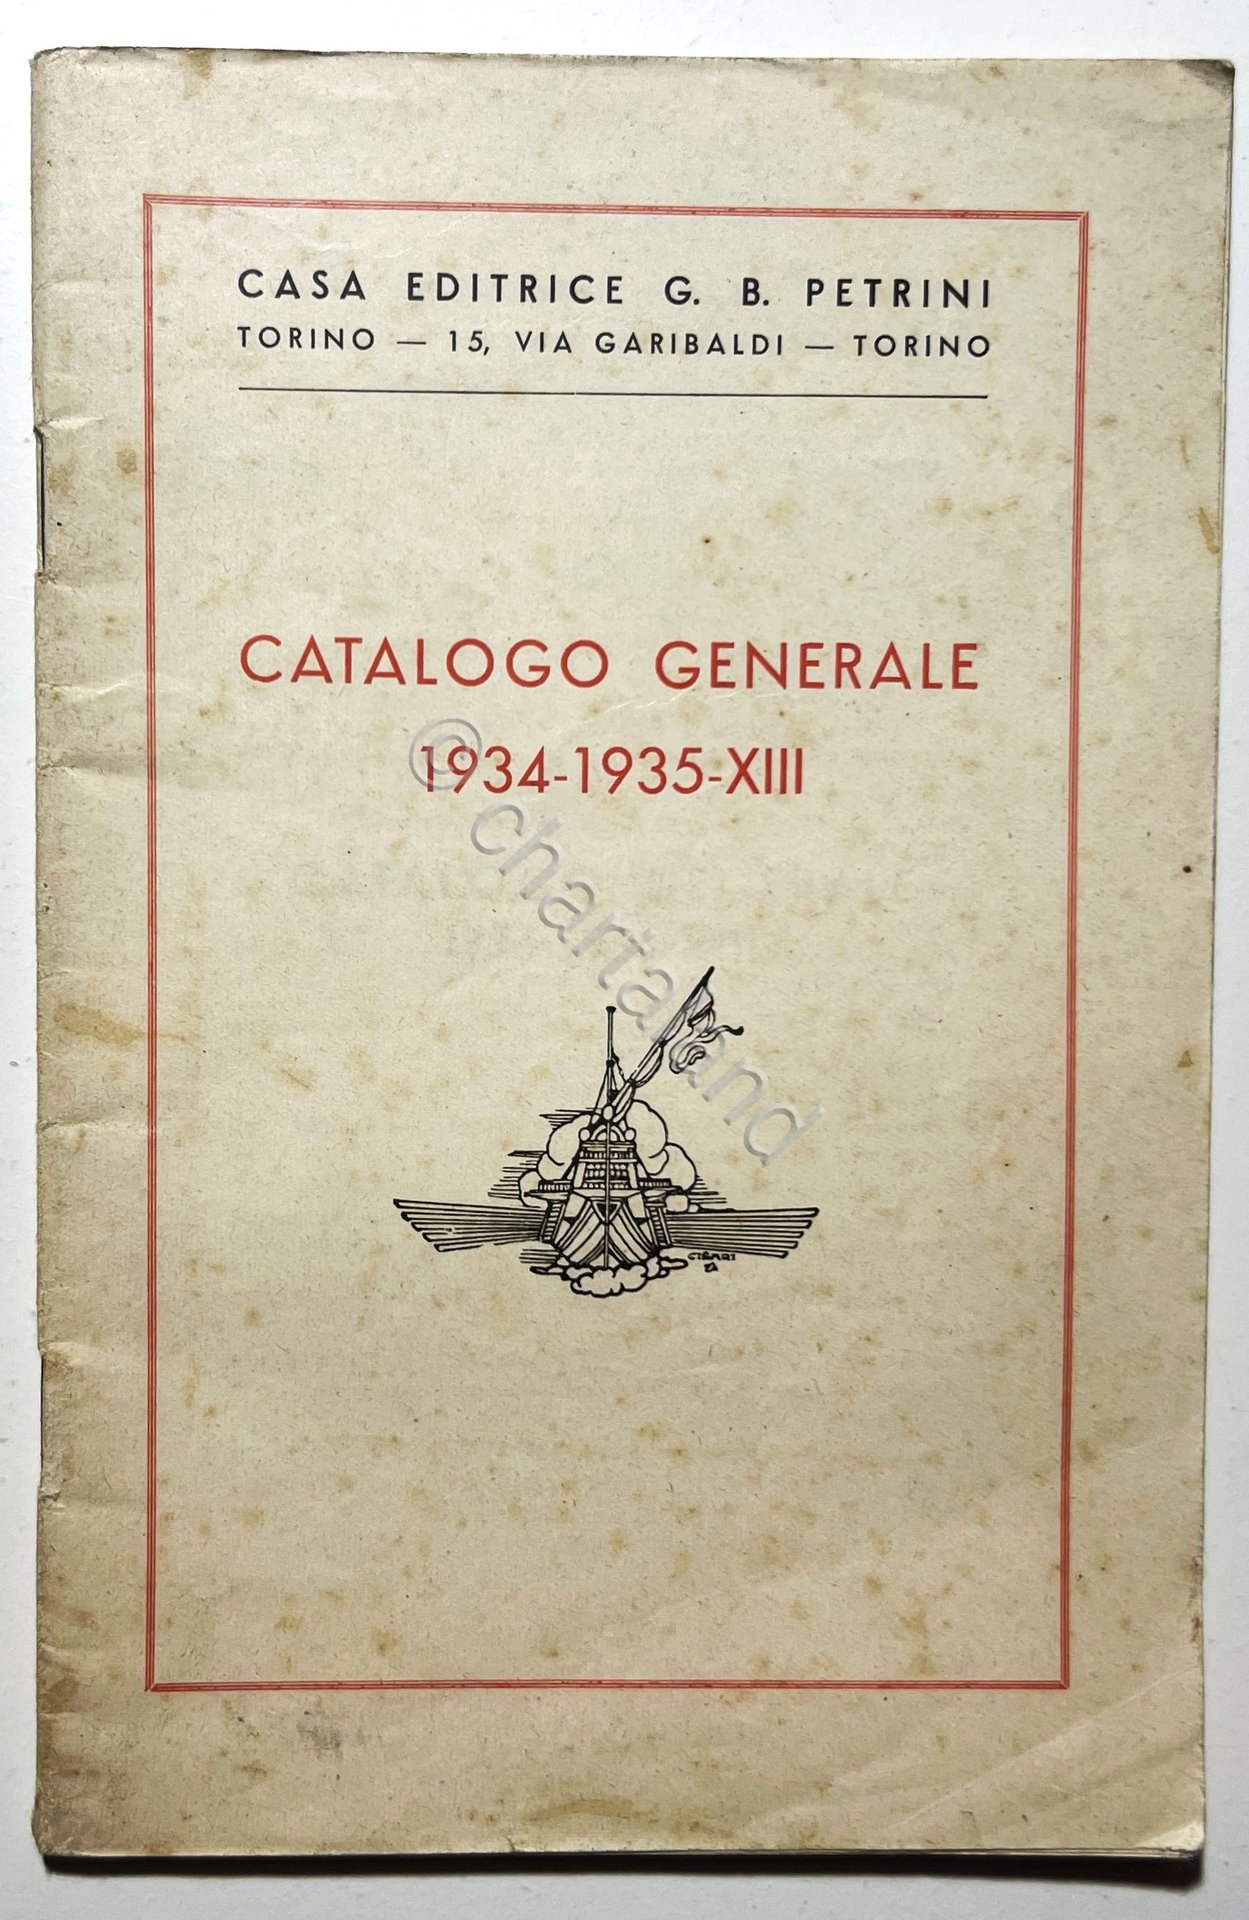 CASA EDITRICE G. B. PETRINI
TORINO — 15, VIA GARIBALDI — TORINO
CATALOGO GENERALE
1934-1935-XIII
© chartaland